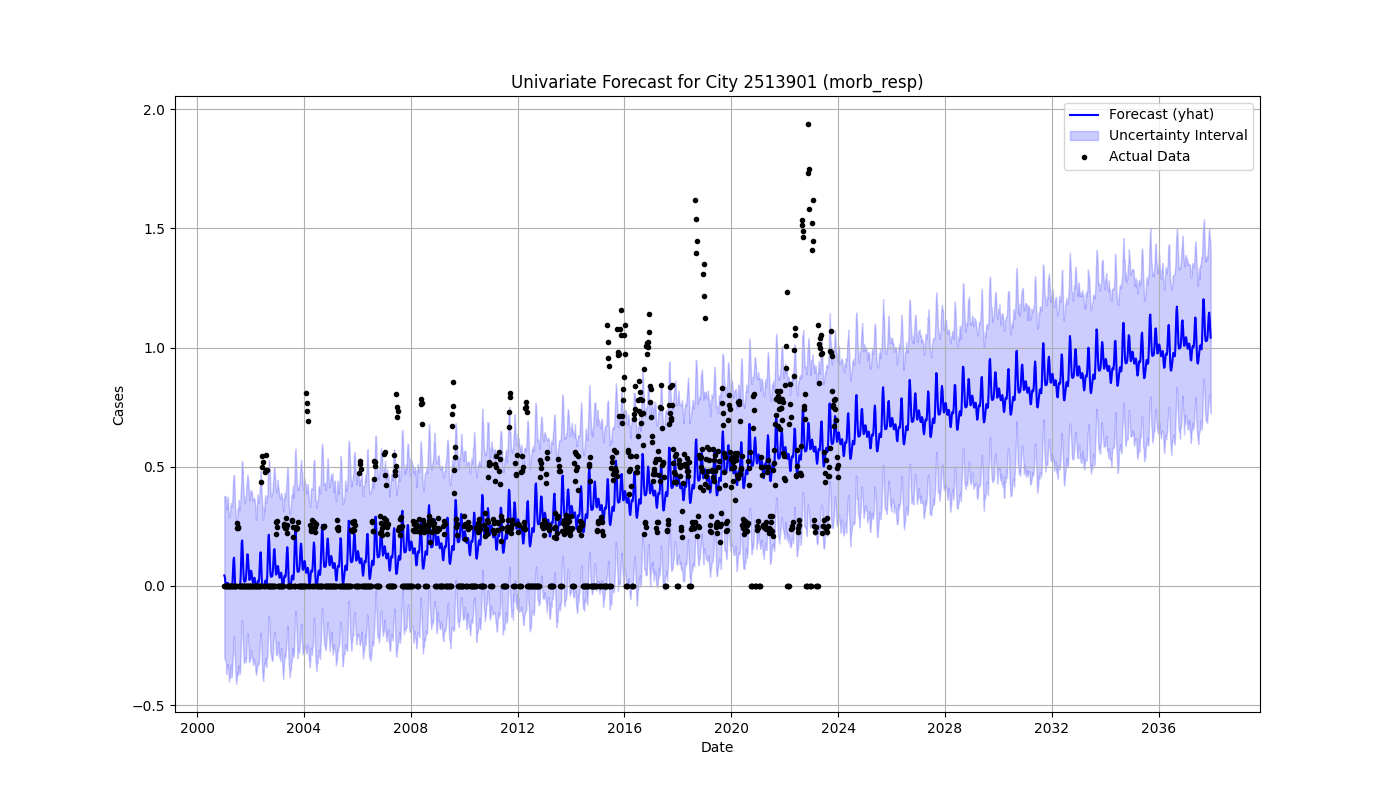 Univariate Forecast for City 2513901 (morb_resp)
Forecast (yhat)
Uncertainty Interval
Actual Data
Cases
2.0
1.5
1.0
0.5
0.0
−0.5
2000 2004 2008 2012 2016 2020 2024 2028 2032 2036
Date